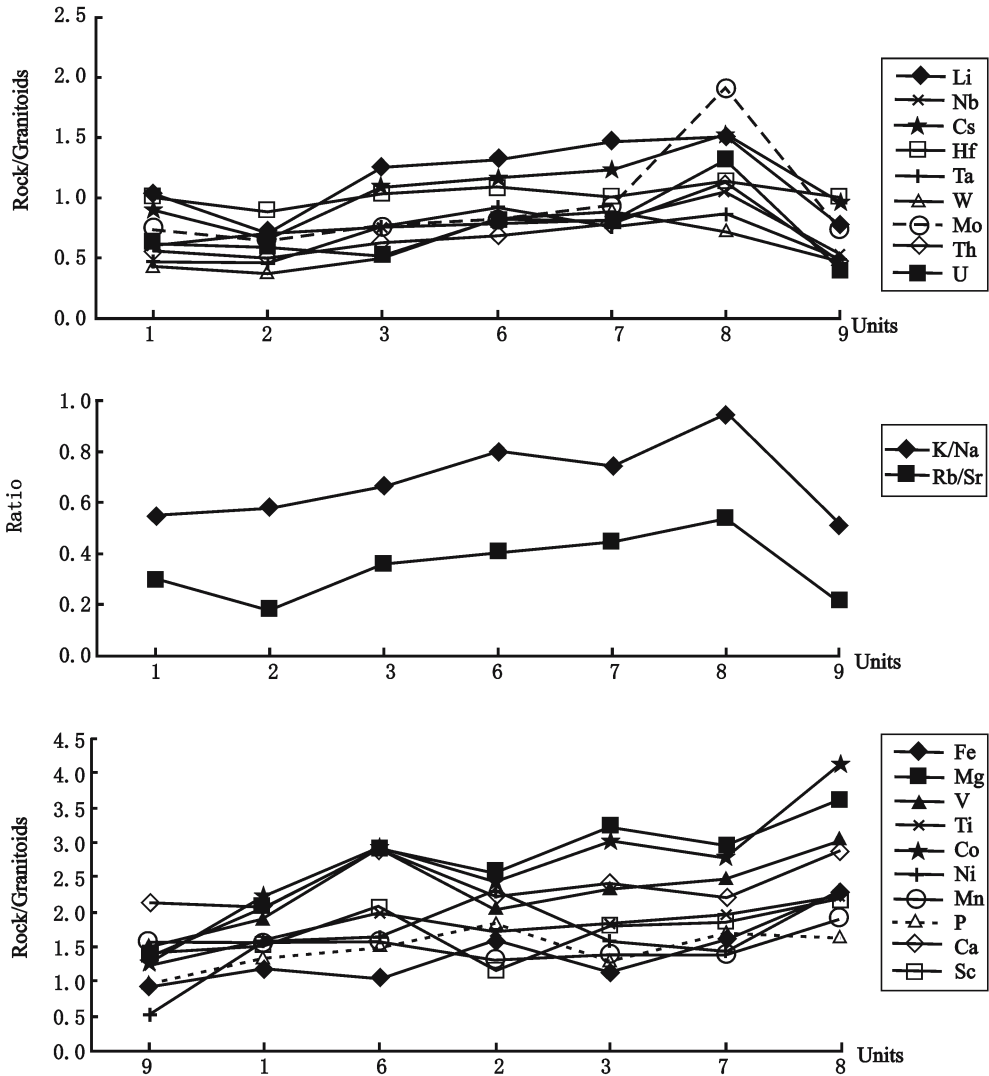 2.5
2.0
1.5
1.0
0.5
0.0
Rock/Granitoids
1 2 3 6 7 8 9 Units
Li
Nb
Cs
Hf
Ta
W
Mo
Th
U
1.0
0.8
0.6
0.4
0.2
0.0
Ratio
1 2 3 6 7 8 9 Units
K/Na
Rb/Sr
4.5
4.0
3.5
3.0
2.5
2.0
1.5
1.0
0.5
0.0
Rock/Granitoids
9 1 6 2 3 7 8 Units
Fe
Mg
V
Ti
Co
Ni
Mn
P
Ca
Sc